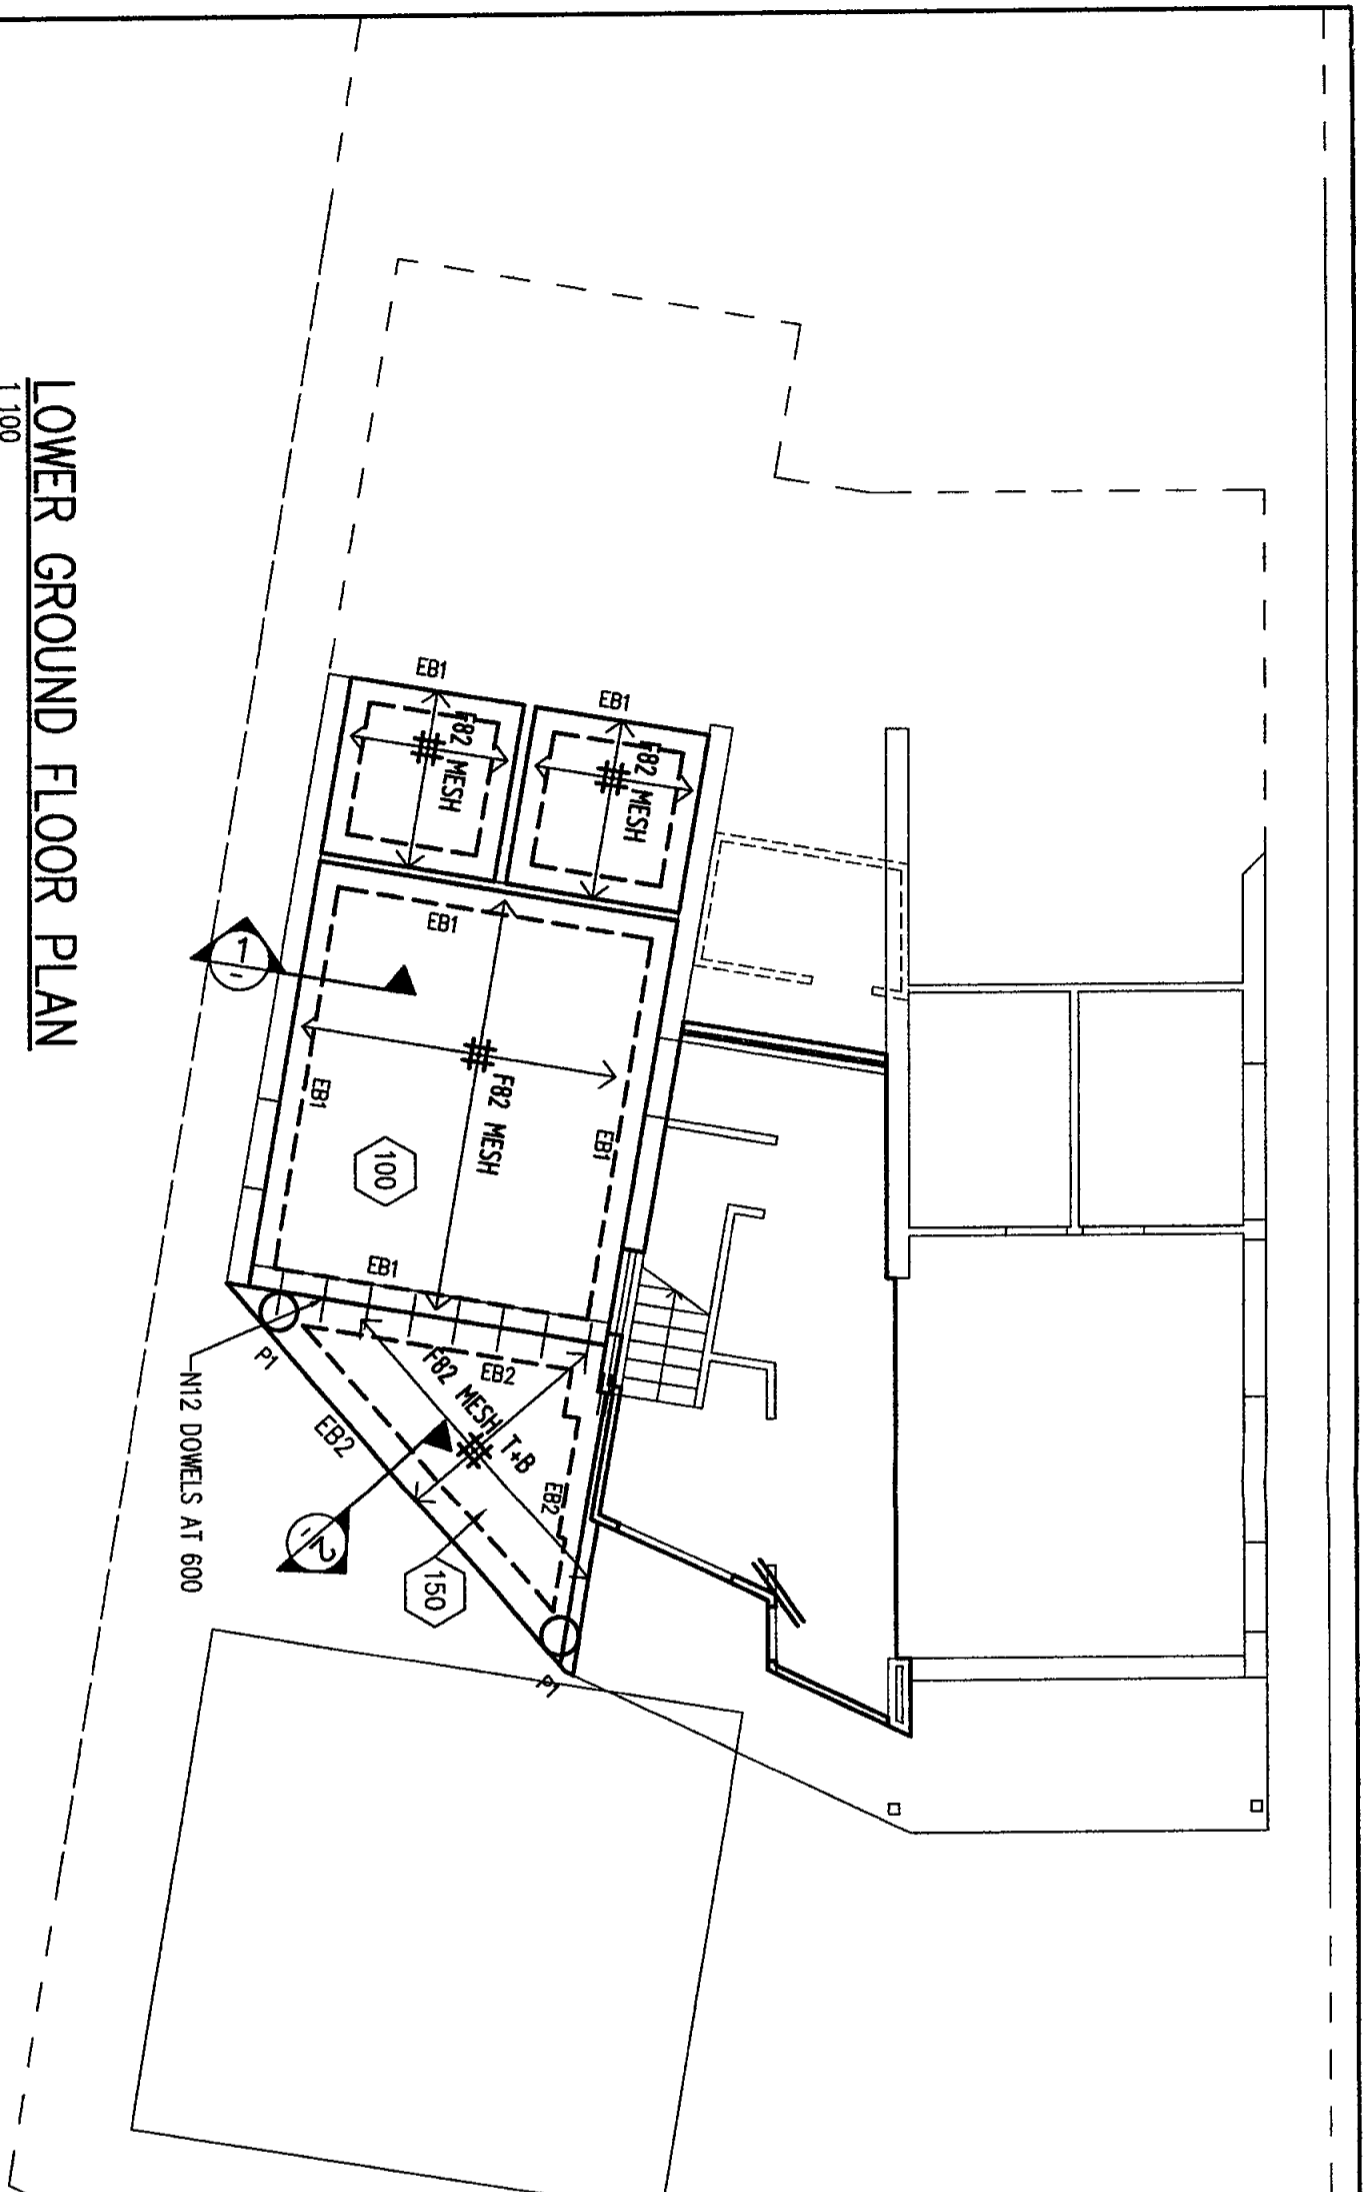 EB1
EB1
F82 MESH
F82 MESH
EB1
1
-
F82 MESH
EB1
EB1
100
EB1
F82 MESH T+B
EB2
P1
EB2
EB2
N12 DOWELS AT 600
2
-
150
P1
LOWER GROUND FLOOR PLAN
1 100